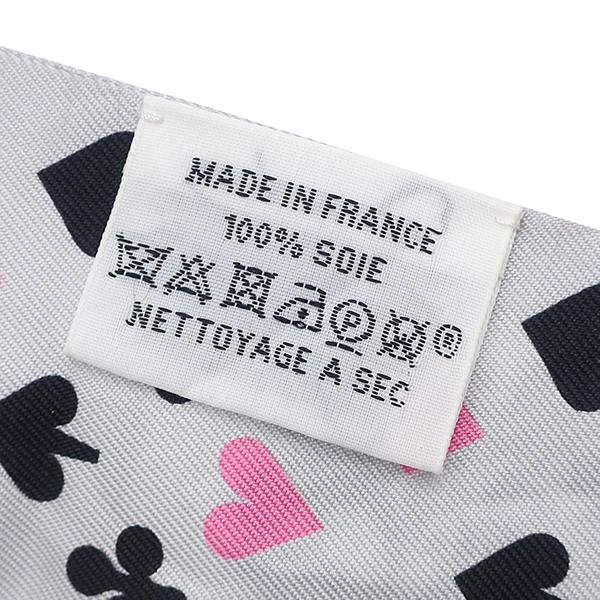 MADE IN FRANCE
100% SOIE
P ®
NETTOYAGE A SEC